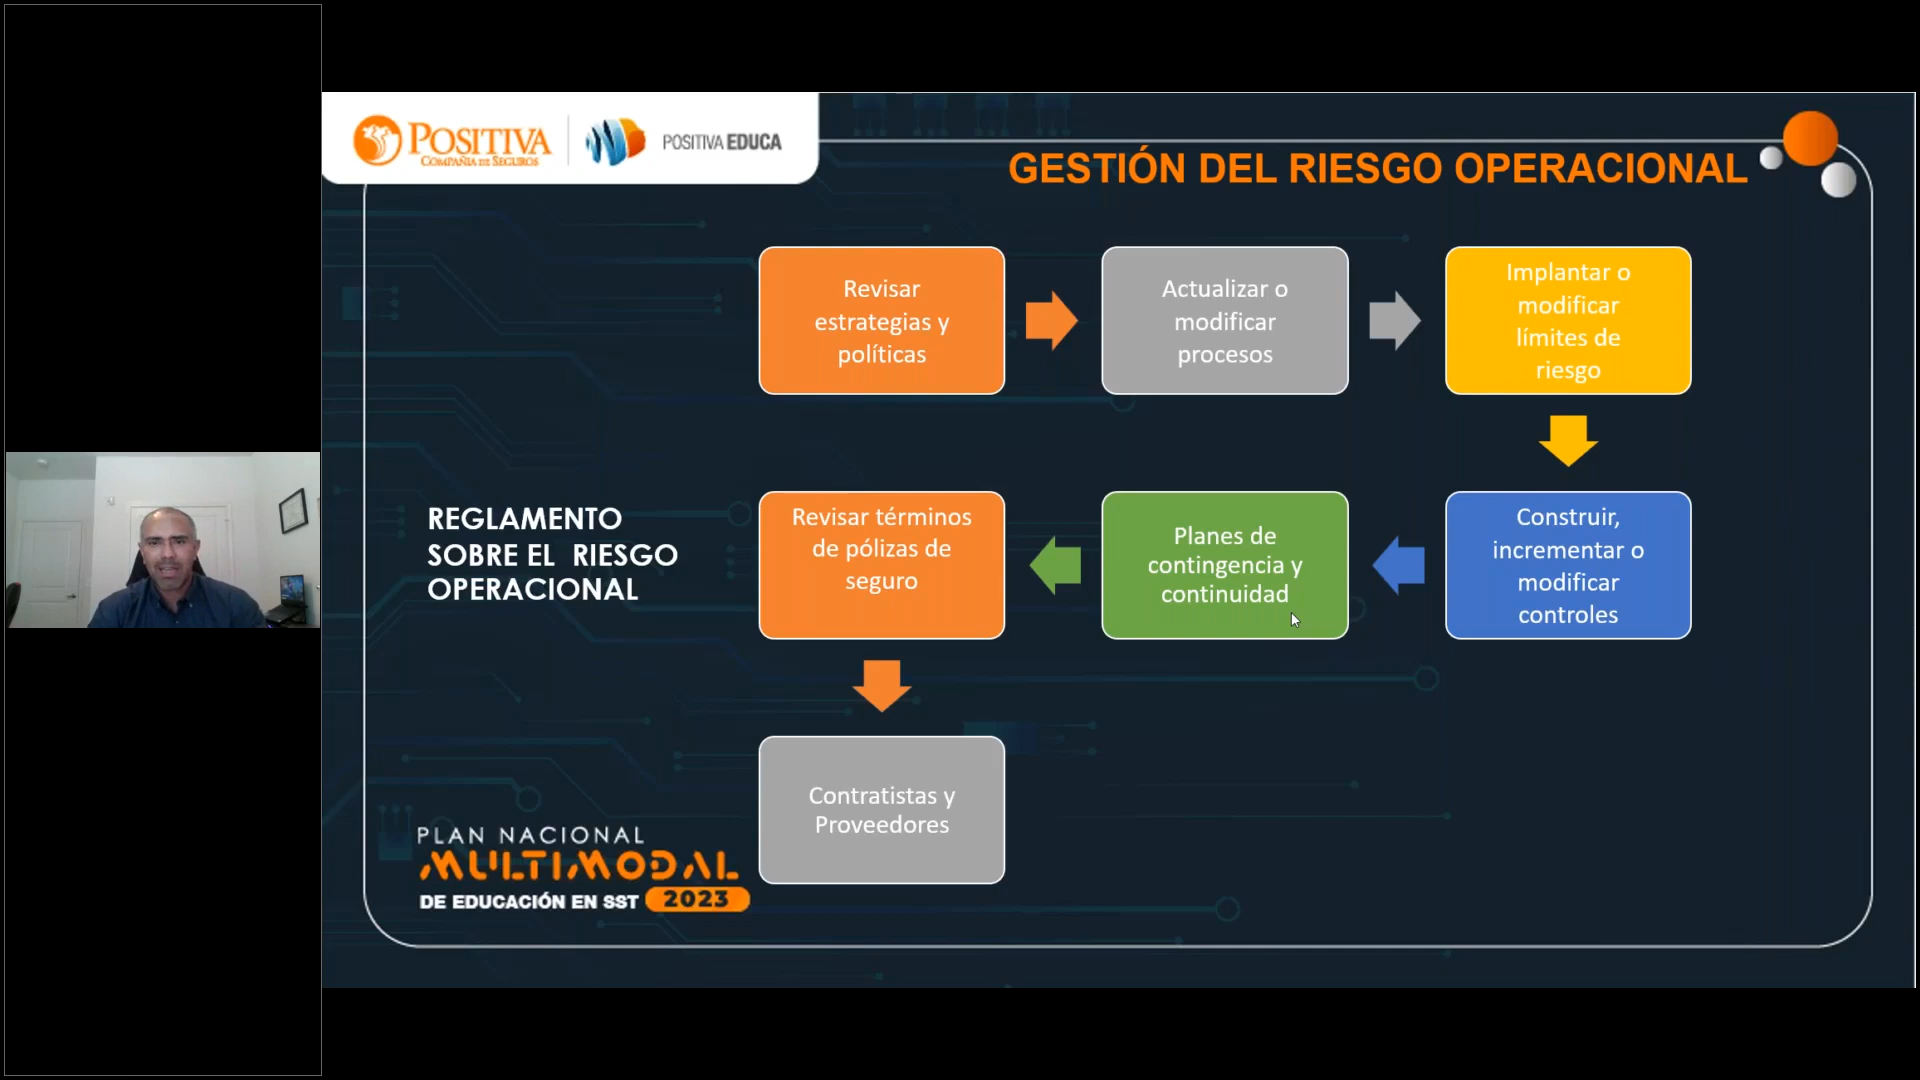 POSITIVA
COMPAÑIA DE SEGUROS
POSITIVA EDUCA
GESTIÓN DEL RIESGO OPERACIONAL
Revisar
estrategias y
políticas
Actualizar o
modificar
procesos
Implantar o
modificar
límites de
riesgo
REGLAMENTO
SOBRE EL RIESGO
OPERACIONAL
Revisar términos
de pólizas de
seguro
Planes de
contingencia y
continuidad
Construir,
incrementar o
modificar
controles
Contratistas y
Proveedores
PLAN NACIONAL
MULTIMODAL
DE EDUCACIÓN EN SST 2023